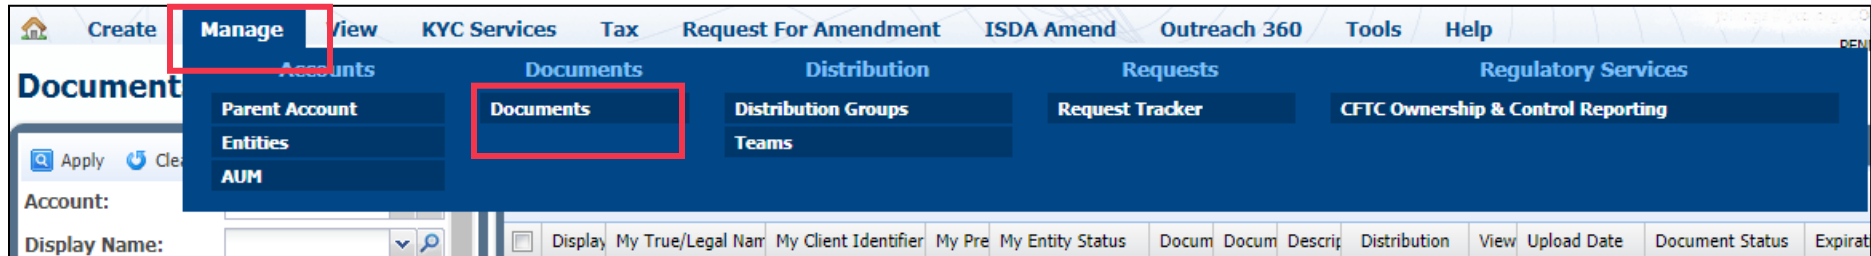 Create Manage View KYC Services Tax Request For Amendment ISDA Amend Outreach 360 Tools Help
Accounts Documents Distribution Requests Regulatory Services
Document
Parent Account Documents Distribution Groups Request Tracker CFTC Ownership & Control Reporting
Entities Teams
Apply Clea
AUM
Account:
Display Name:
Display My True/Legal Nam My Client Identifier My Pre My Entity Status Docum Docum Descrip Distribution View Upload Date Document Status Expirat